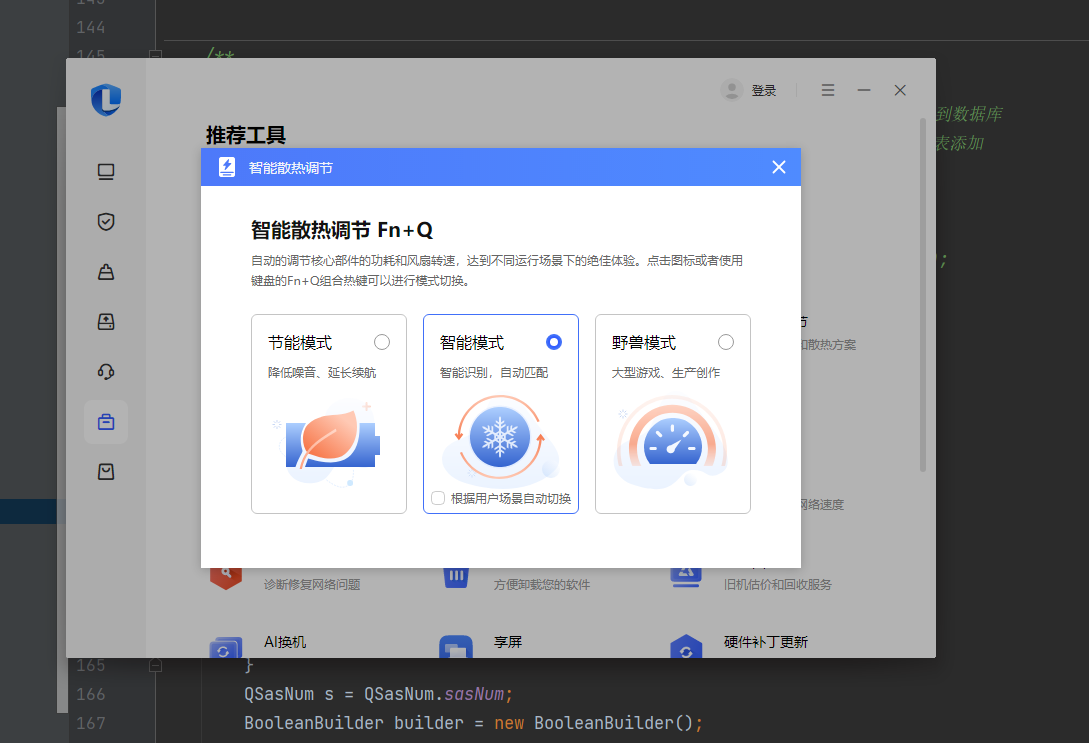 144
145
/**
登录
到数据库
推荐工具
表添加
智能散热调节
智能散热调节 Fn+Q
自动的调节核心部件的功耗和风扇转速，达到不同运行场景下的绝佳体验。点击图标或者使用
键盘的Fn+Q组合热键可以进行模式切换。
;
节能模式
智能模式
野兽模式
节
降低噪音、延长续航
智能识别，自动匹配
大型游戏、生产创作
和散热方案
根据用户场景自动切换
网络速度
诊断修复网络问题
方便卸载您的软件
旧机估价和回收服务
AI换机
享屏
硬件补丁更新
165
}
166
QSasNum s = QSasNum.sasNum;
167
BooleanBuilder builder = new BooleanBuilder();